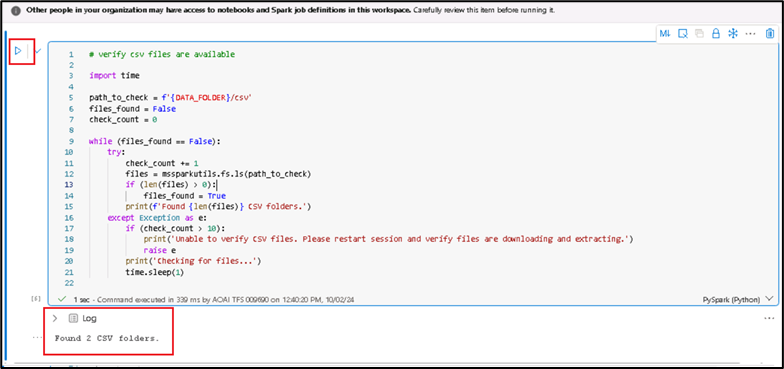 Other people in your organization may have access to notebooks and Spark job definitions in this workspace. Carefully review this item before running it.
M↓
1 # verify csv files are available
2
3 import time
4
5 path_to_check = f'{DATA_FOLDER}/csv'
6 files_found = False
7 check_count = 0
8
9 while (files_found == False):
10 try:
11 check_count += 1
12 files = mssparkutils.fs.ls(path_to_check)
13 if (len(files) > 0):
14 files_found = True
15 print(f'Found {len(files)} CSV folders.')
16 except Exception as e:
17 if (check_count > 10):
18 print('Unable to verify CSV files. Please restart session and verify files are downloading and extracting.')
19 raise e
20 print('Checking for files...')
21 time.sleep(1)
22
1 sec - Command executed in 339 ms by AOAI TFS 009690 on 12:40:20 PM, 10/02/24 PySpark (Python)
Log
Found 2 CSV folders.